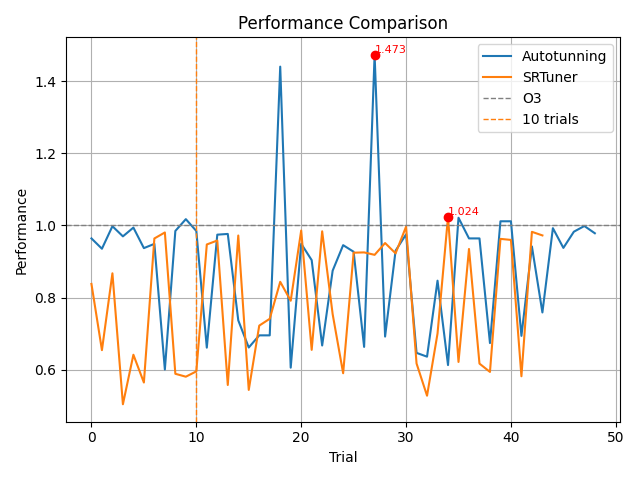 Performance Comparison
1.473
Autotunning
SRTuner
O3
10 trials
1.4
1.2
1.024
1.0
Performance
0.8
0.6
0
10
20
30
40
50
Trial